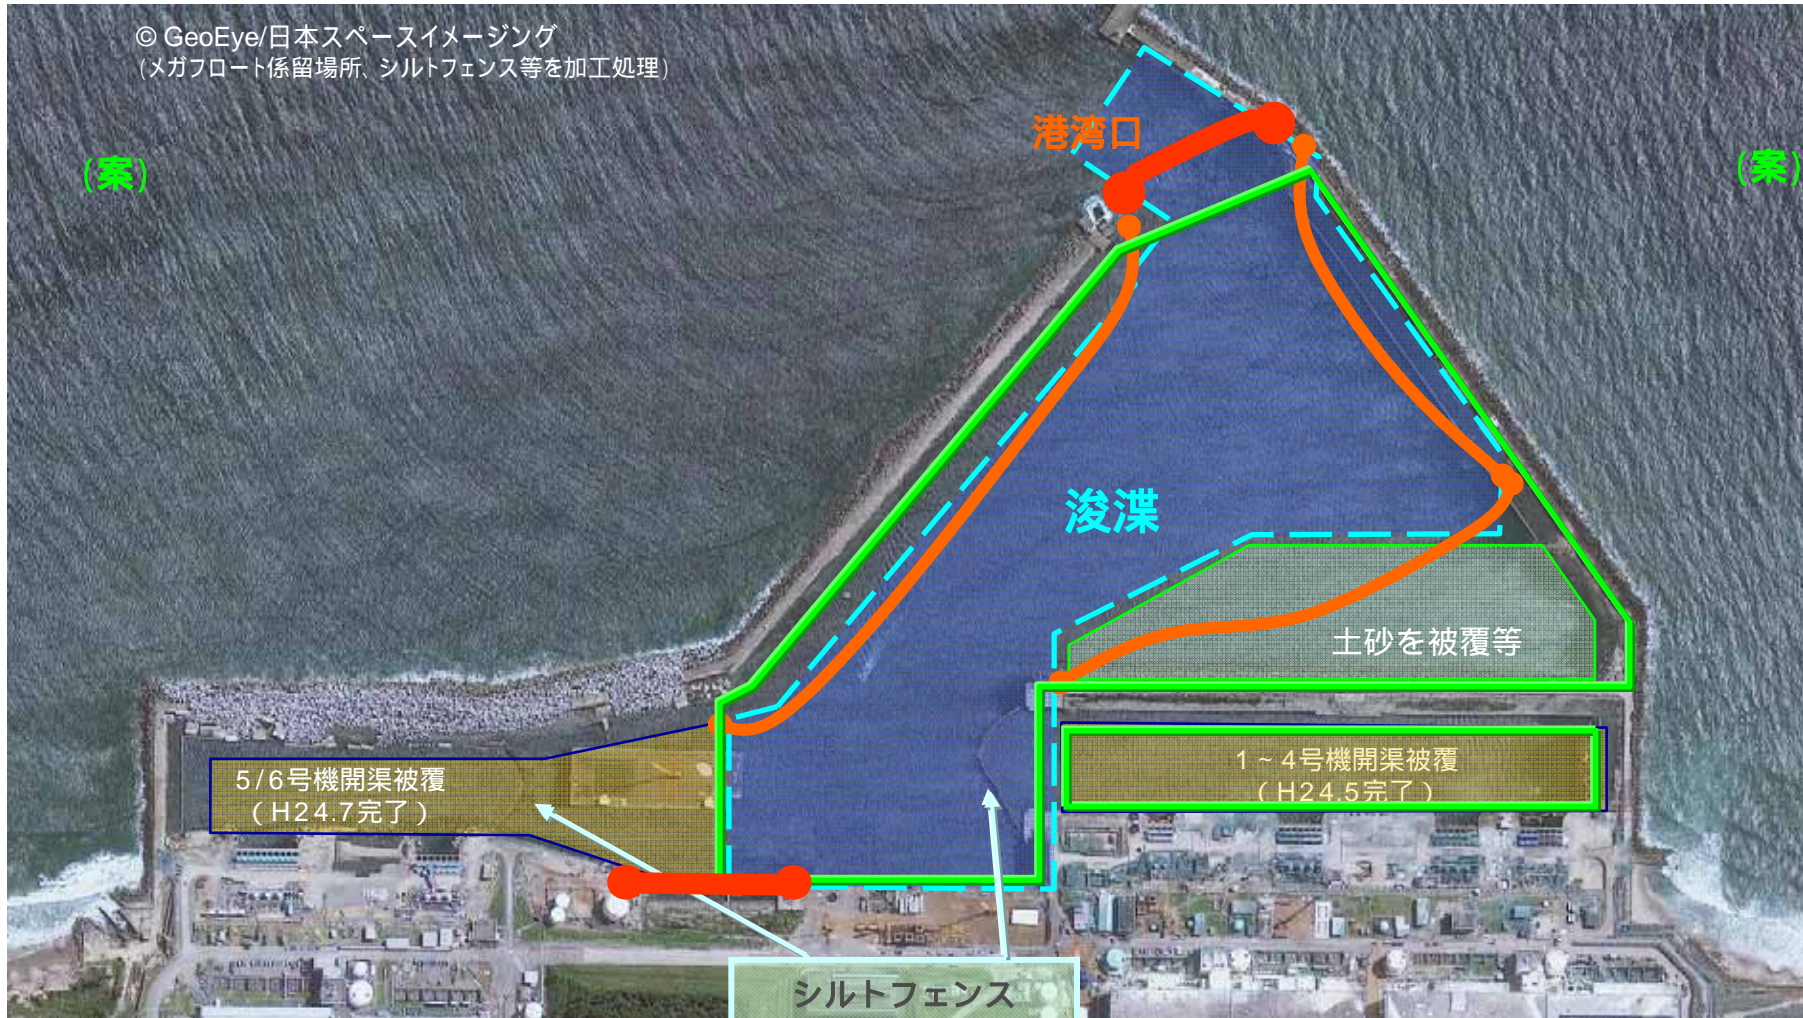 © GeoEye/日本スペースイメージング
(メガフロート係留場所、シルトフェンス等を加工処理)
港湾口
(案)
(案)
浚渫
土砂を被覆等
5/6号機開渠被覆
(H24.7完了)
1~4号機開渠被覆
(H24.5完了)
シルトフェンス